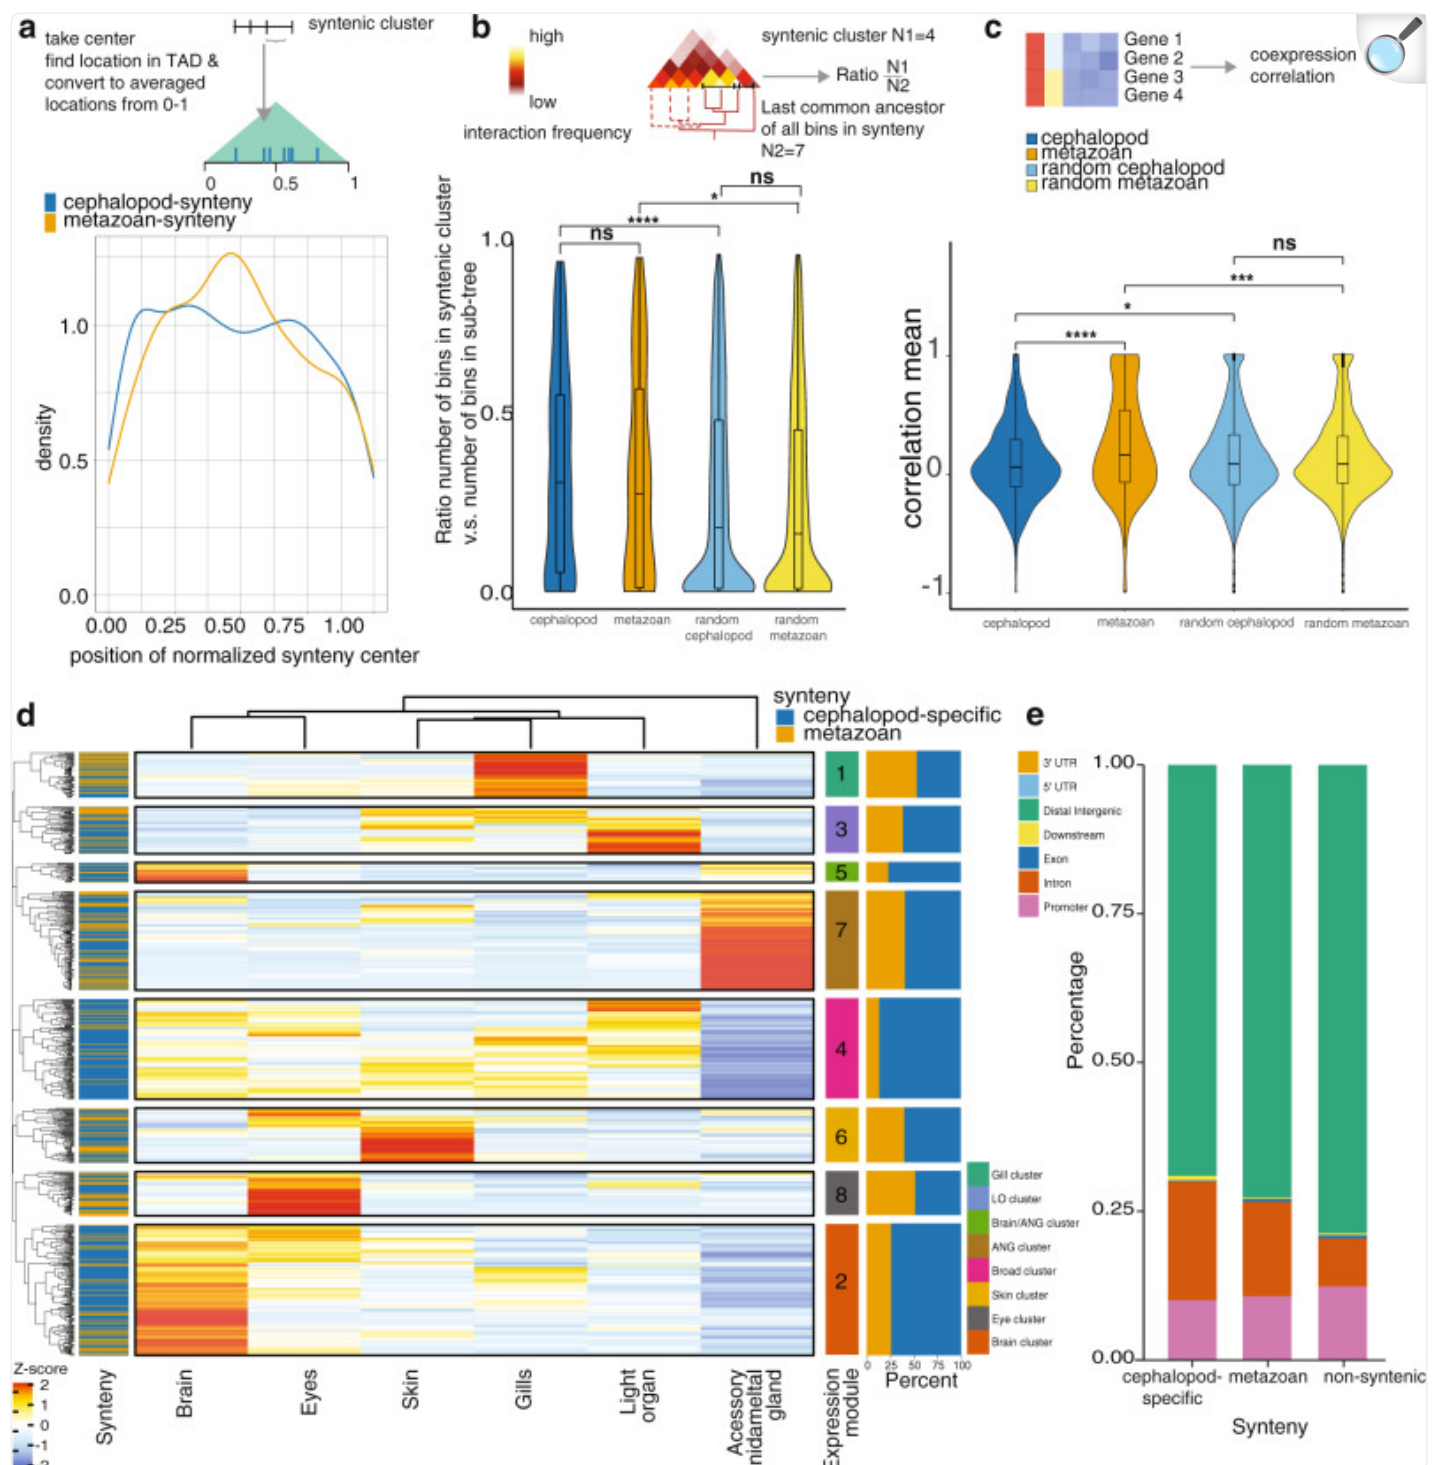 a
syntenic cluster
take center
find location in TAD &
convert to averaged
locations from 0-1
0
0.5
1
cephalopod-synteny
metazoan-synteny
density
1.0
0.5
0.0
0.00 0.25 0.50 0.75 1.00
position of normalized synteny center
b
high
low
interaction frequency
syntenic cluster N1=4
Ratio N1
N2
Last common ancestor
of all bins in synteny
N2=7
ns
*
****
ns
Ratio number of bins in syntenic cluster
v.s. number of bins in sub-tree
1.0
0.5
0.0
cephalopod
metazoan
random
cephalopod
random
metazoan
c
Gene 1
Gene 2
Gene 3
Gene 4
coexpression
correlation
cephalopod
metazoan
random cephalopod
random metazoan
ns
***
*
****
correlation mean
1
0
-1
cephalopod
metazoan
random cephalopod
random metazoan
d
synteny
cephalopod-specific
metazoan
1
3
5
7
4
6
8
2
Gill cluster
LO cluster
Brain/ANG cluster
ANG cluster
Broad cluster
Skin cluster
Eye cluster
Brain cluster
0 25 50 75 100
Percent
Z-score
2
1
0
-1
Synteny
Brain
Eyes
Skin
Gills
Light
organ
Acessory
nidametal
gland
Expression
module
e
3' UTR
5' UTR
Distal Intergenic
Downstream
Exon
Intron
Promoter
Percentage
1.00
0.75
0.50
0.25
0.00
cephalopod-
specific
metazoan
non-syntenic
Synteny